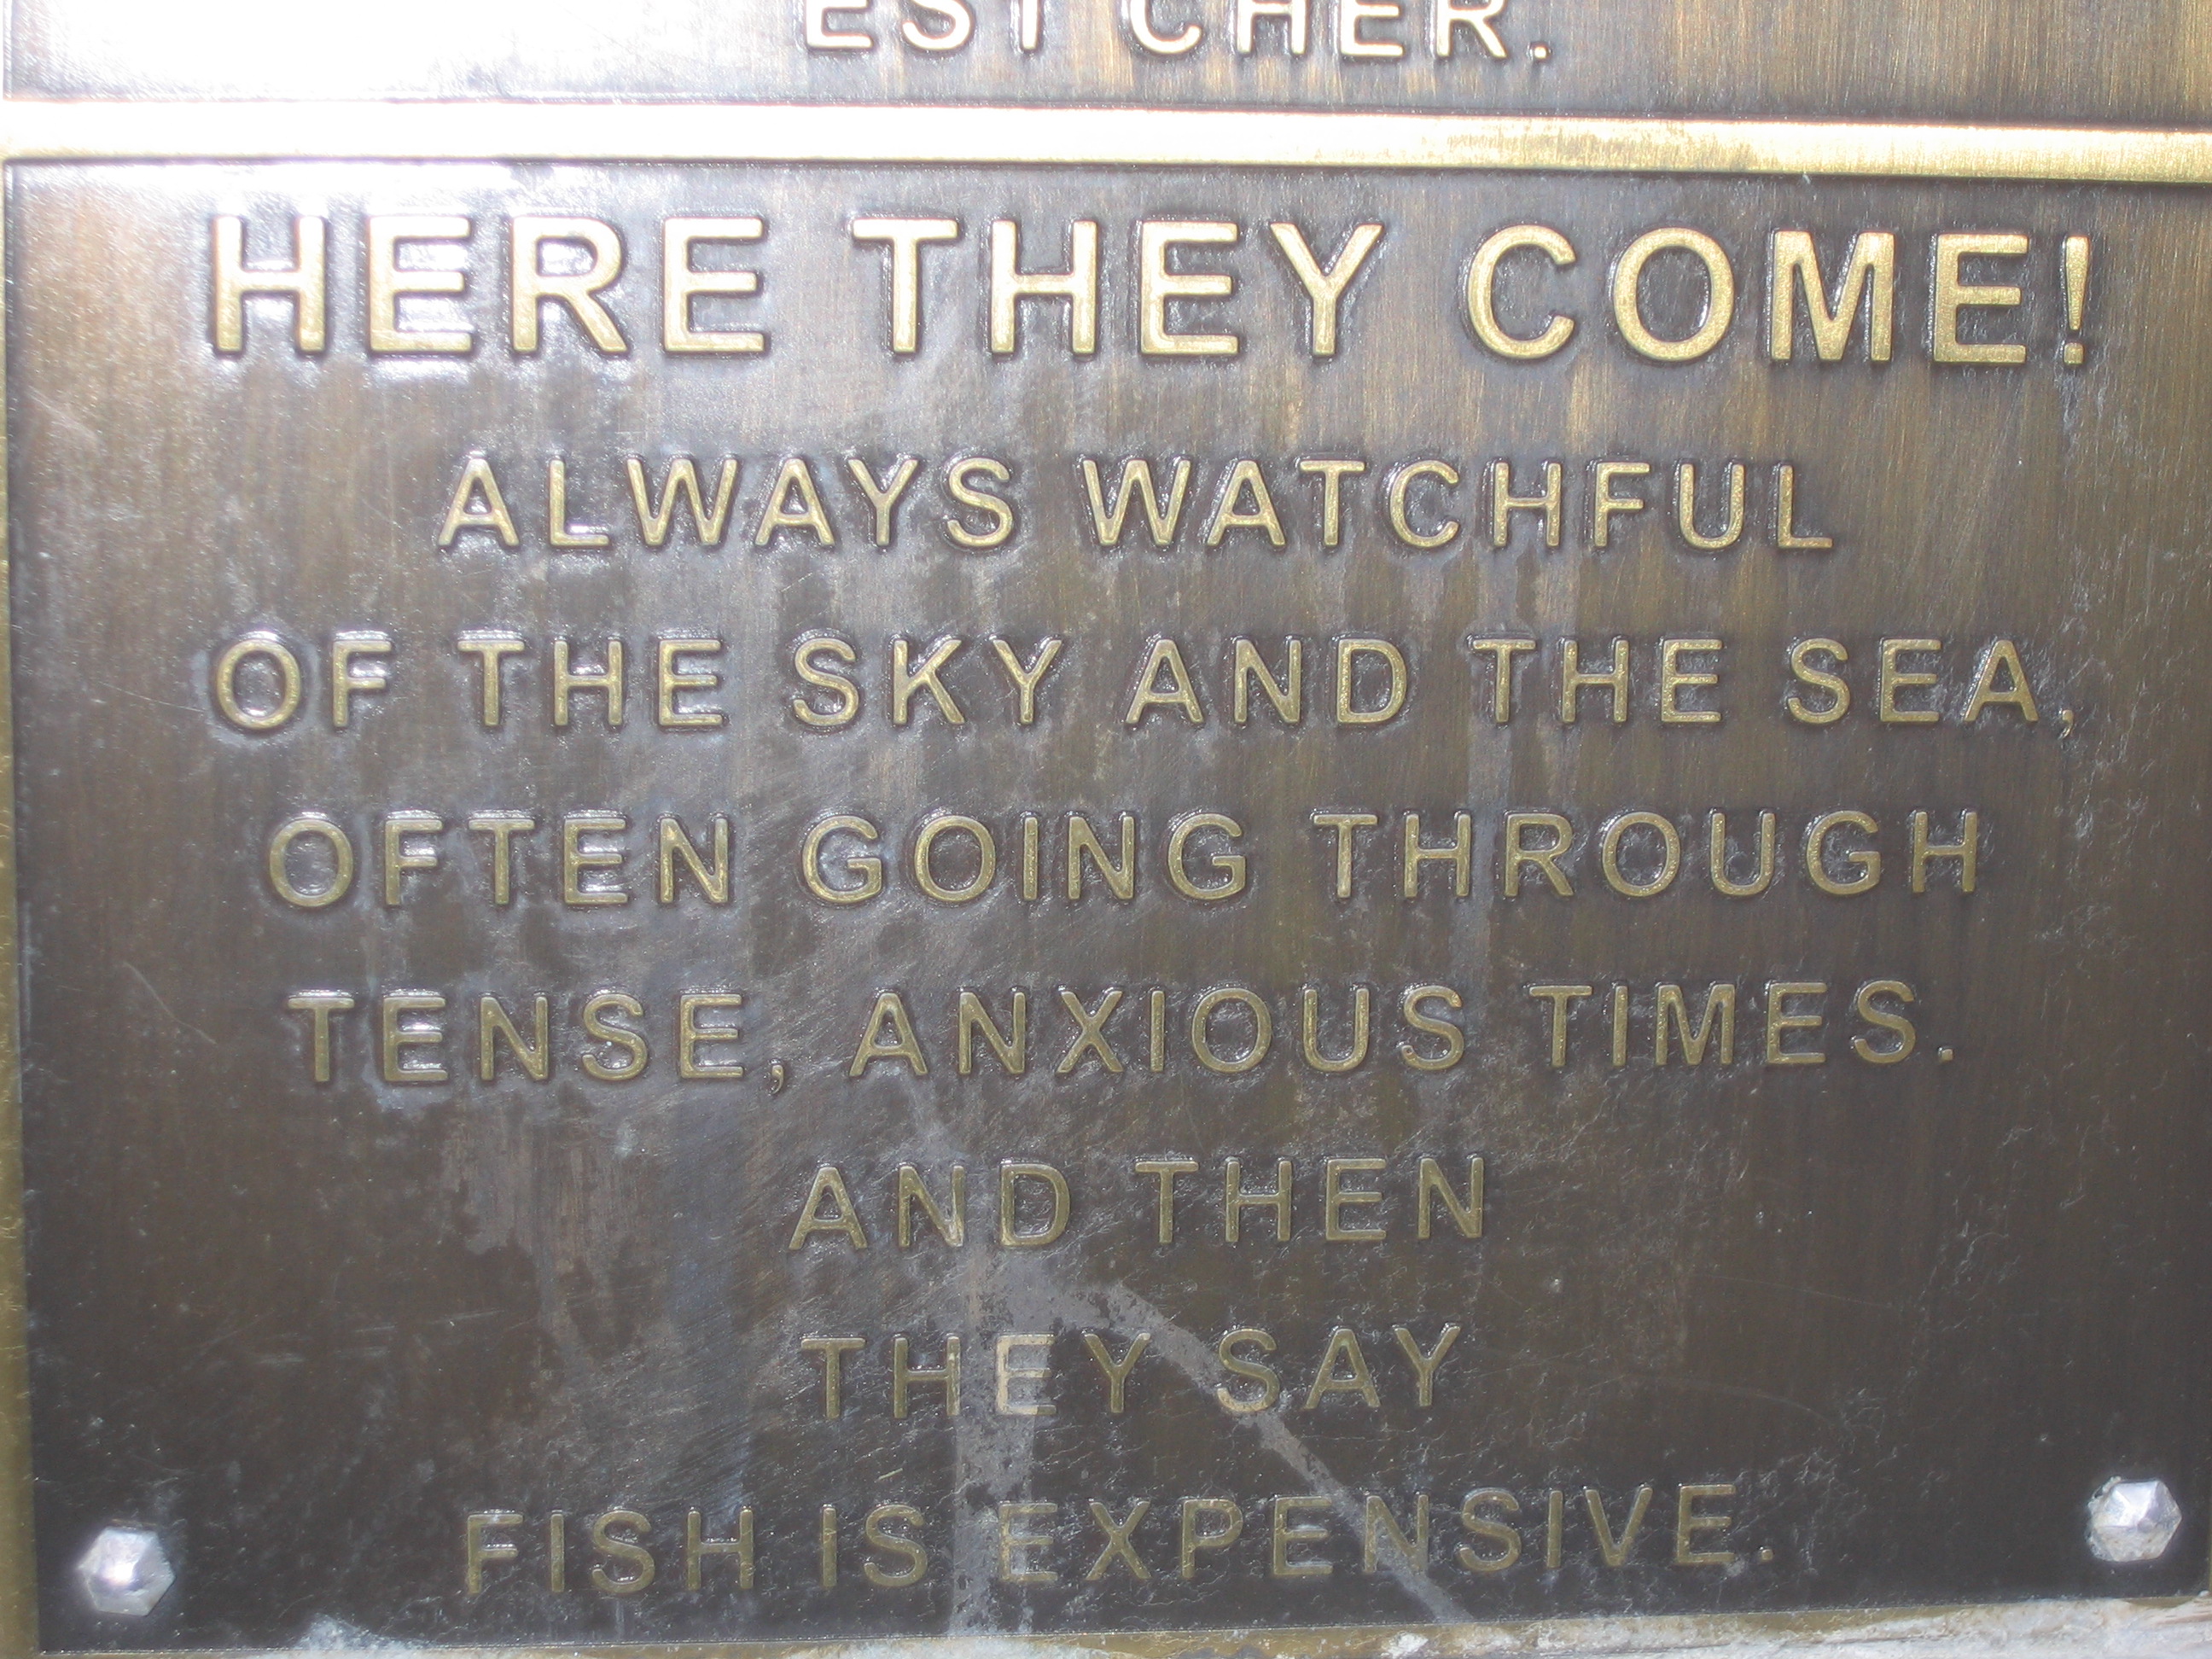 EST CHER.
HERE THEY COME!
ALWAYS WATCHFUL
OF THE SKY AND THE SEA,
OFTEN GOING THROUGH
TENSE, ANXIOUS TIMES.
AND THEN
THEY SAY
FISH IS EXPENSIVE.